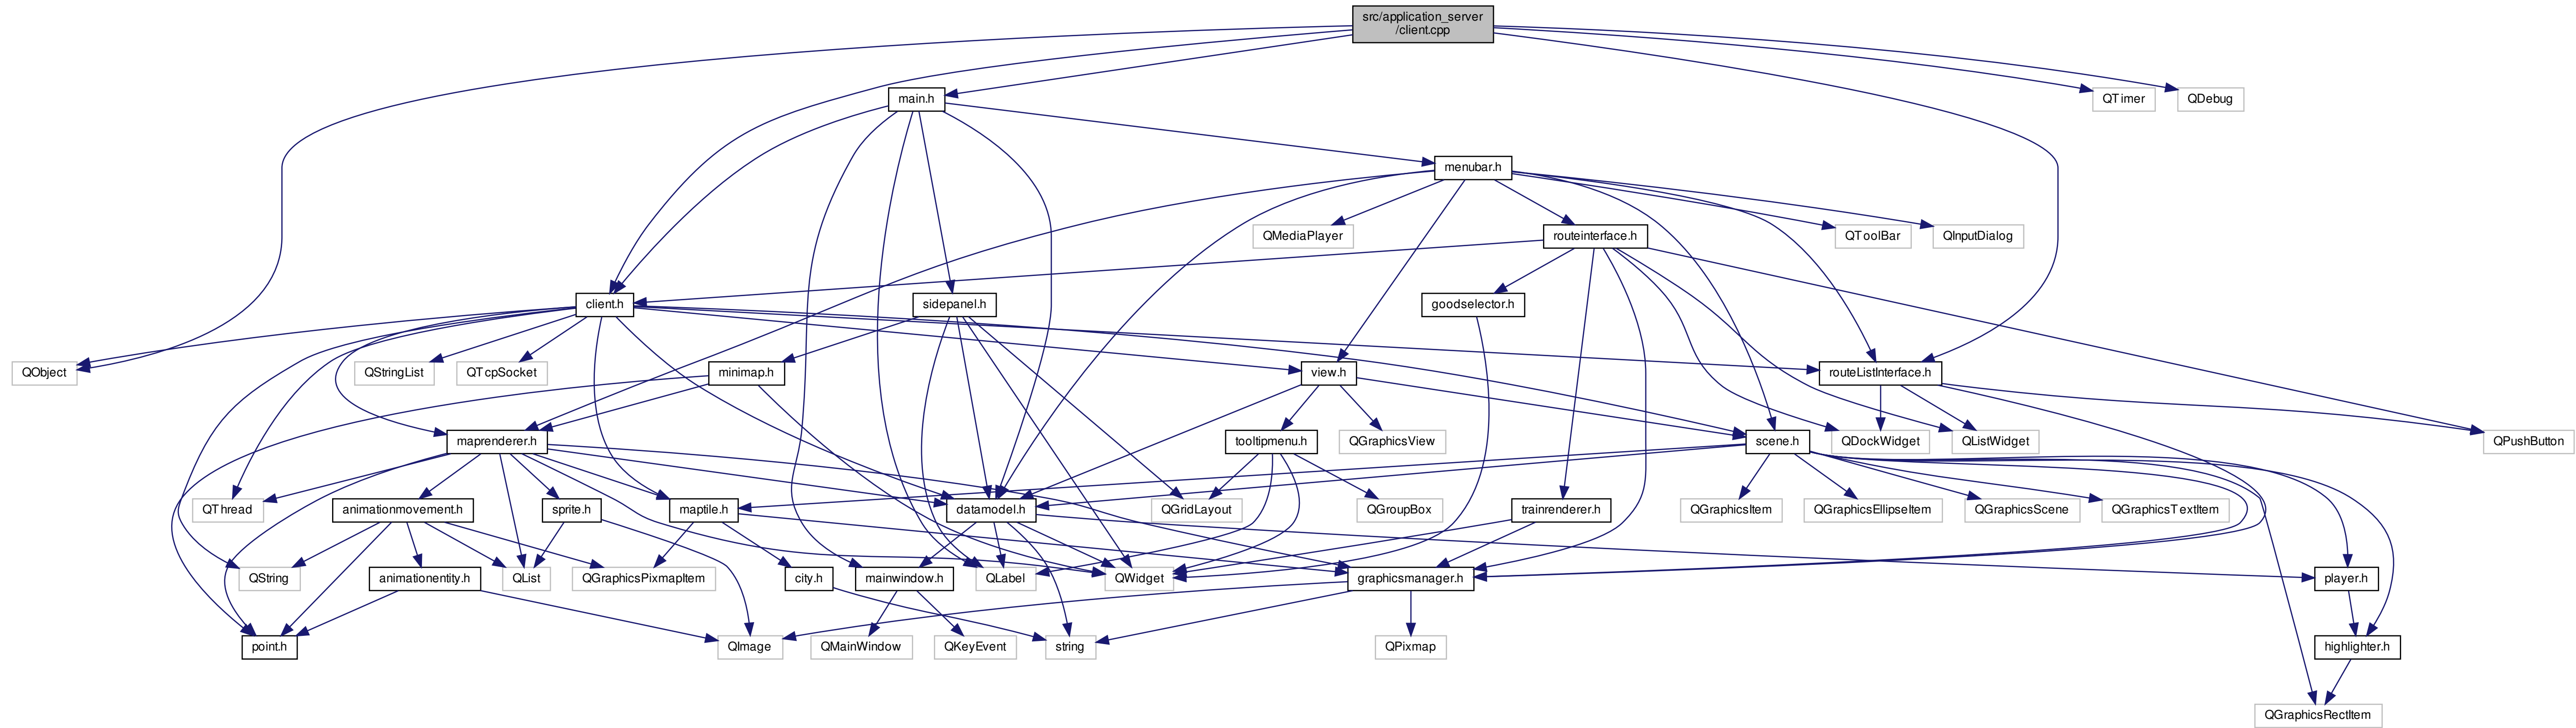 src/application_server
/client.cpp
main.h
QTimer
QDebug
menubar.h
QMediaPlayer
routeinterface.h
QToolBar
QInputDialog
client.h
sidepanel.h
goodselector.h
QObject
QStringList
QTcpSocket
minimap.h
view.h
routeListInterface.h
maprenderer.h
tooltipmenu.h
QGraphicsView
scene.h
QDockWidget
QListWidget
QPushButton
QThread
animationmovement.h
sprite.h
maptile.h
datamodel.h
QGridLayout
QGroupBox
trainrenderer.h
QGraphicsItem
QGraphicsEllipseItem
QGraphicsScene
QGraphicsTextItem
QString
animationentity.h
QList
QGraphicsPixmapItem
city.h
mainwindow.h
QLabel
QWidget
graphicsmanager.h
player.h
point.h
QImage
QMainWindow
QKeyEvent
string
QPixmap
highlighter.h
QGraphicsRectItem